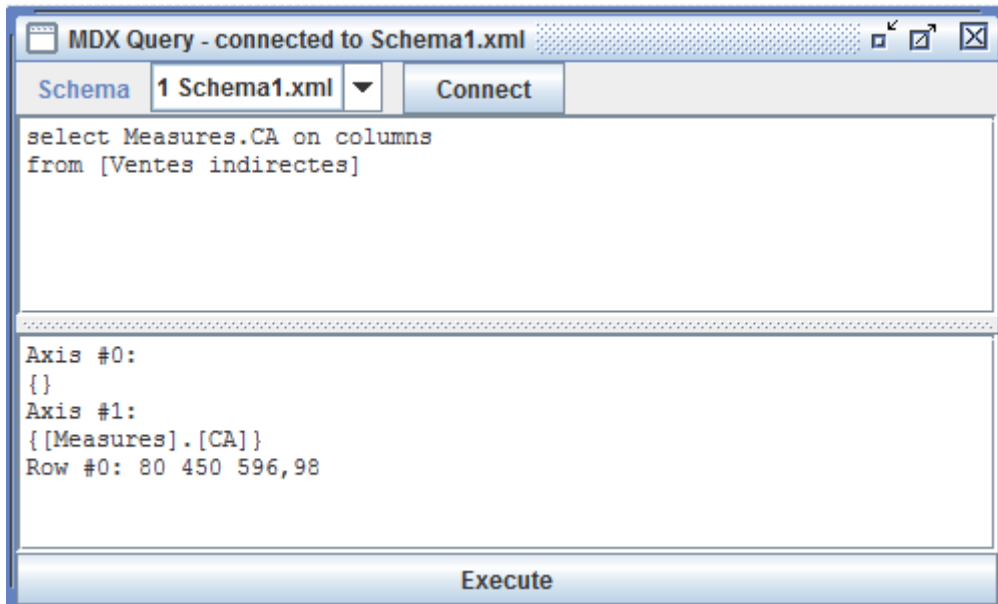 MDX Query - connected to Schema1.xml
Schema 1 Schema1.xml Connect
select Measures.CA on columns
from [Ventes indirectes]
Axis #0:
{}
Axis #1:
{[Measures].[CA]}
Row #0: 80 450 596,98
Execute